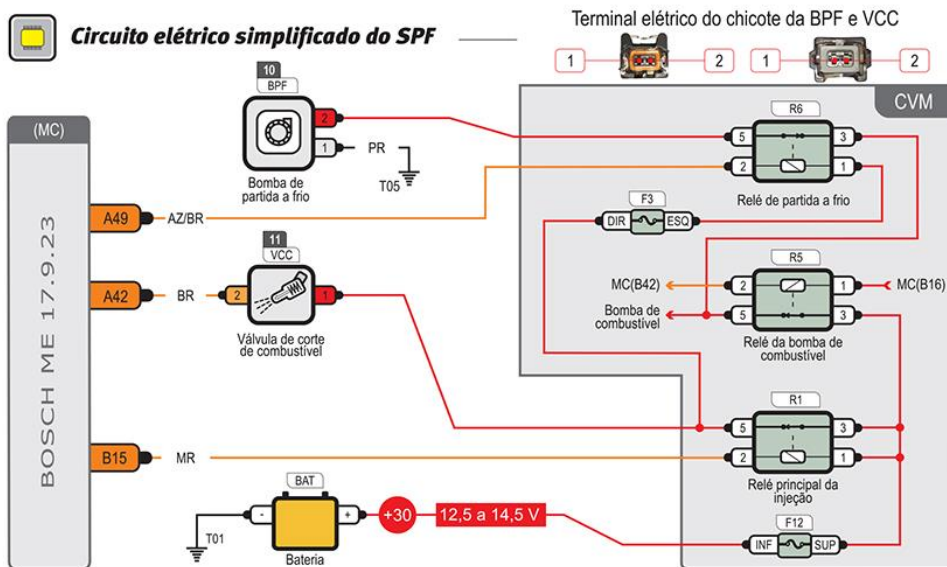 Circuito elétrico simplificado do SPF
Terminal elétrico do chicote da BPF e VCC
1 2 1 2
CVM
(MC)
BOSCH ME 17.9.23
10
BPF
2
1
PR
T05
Bomba de
partida a frio
R6
5 3
2 1
Relé de partida a frio
A49 AZ/BR
F3
DIR ESQ
11
VCC
A42 BR 2 1
Válvula de corte
de combustível
R5
MC(B42) 2 1 MC(B16)
Bomba de
combustível
5 3
Relé da bomba de
combustível
R1
5 3
2 1
Relé principal da
injeção
B15 MR
BAT
- + +30 12,5 a 14,5 V
T01
Bateria
F12
INF SUP